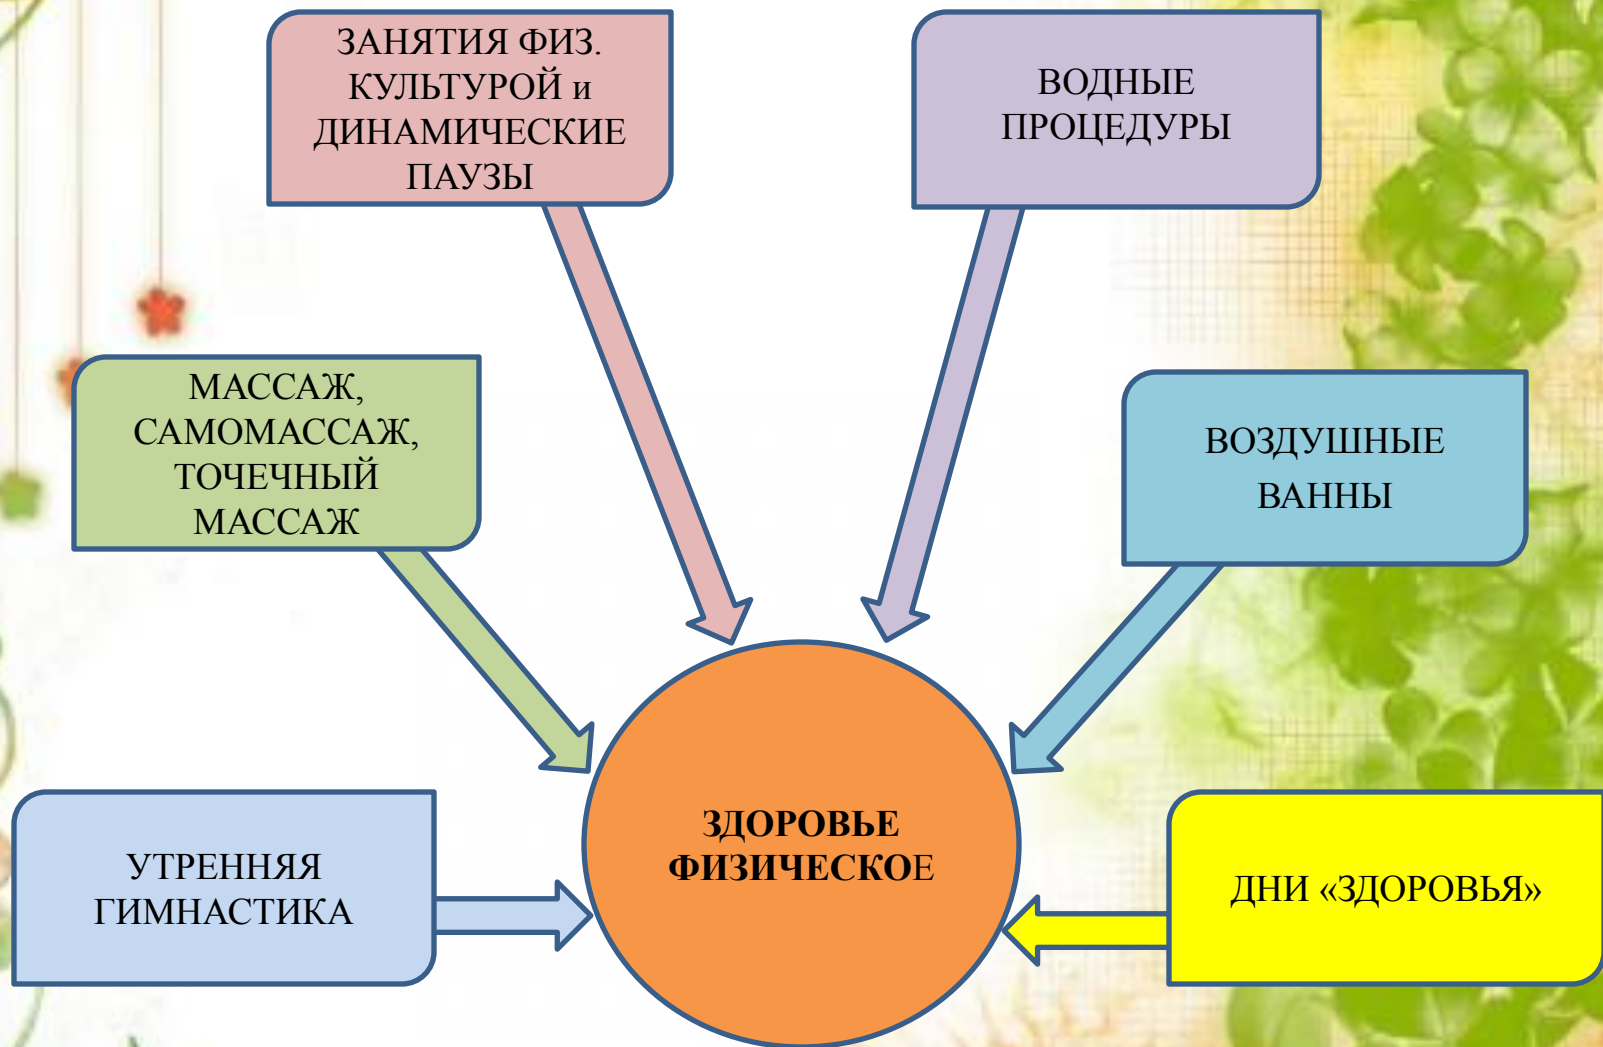 ЗАНЯТИЯ ФИЗ.
КУЛЬТУРОЙ и
ДИНАМИЧЕСКИЕ
ПАУЗЫ
ВОДНЫЕ
ПРОЦЕДУРЫ
МАССАЖ,
САМОМАССАЖ,
ТОЧЕЧНЫЙ
МАССАЖ
ВОЗДУШНЫЕ
ВАННЫ
УТРЕННЯЯ
ГИМНАСТИКА
ЗДОРОВЬЕ
ФИЗИЧЕСКОЕ
ДНИ «ЗДОРОВЬЯ»